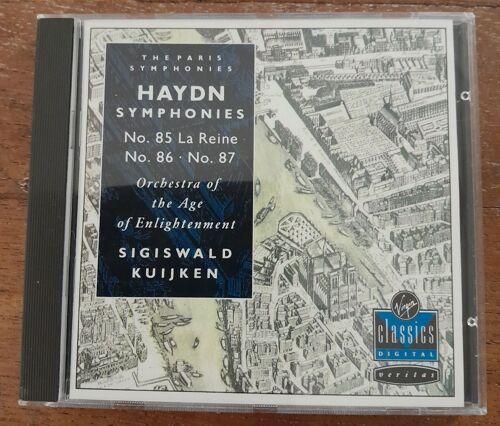 THE PARIS
SYMPHONIES
HAYDN
SYMPHONIES
No. 85 La Reine
No. 86 · No. 87
Orchestra of
the Age
of Enlightenment
SIGISWALD
KUIJKEN
Virgin
classics
DIGITAL
veritas